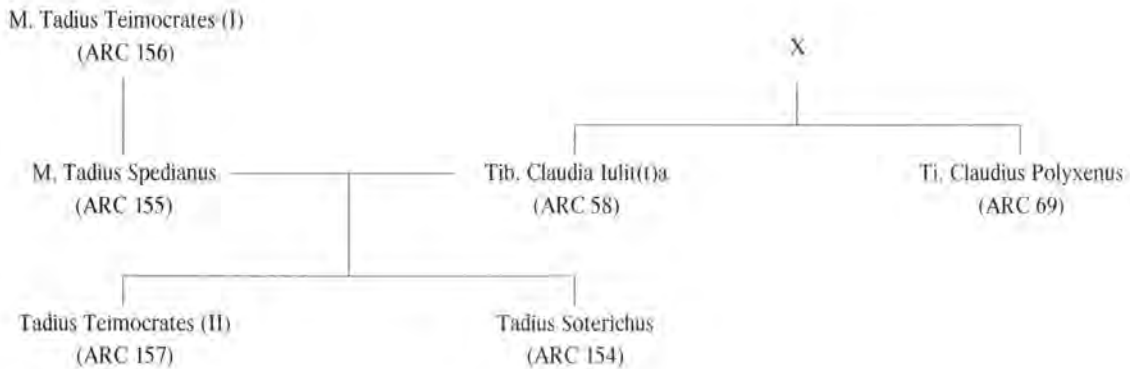 M. Tadius Teimocrates (I)
(ARC 156)
X
M. Tadius Spedianus
(ARC 155)
Tib. Claudia Iulit(t)a
(ARC 58)
Ti. Claudius Polyxenus
(ARC 69)
Tadius Teimocrates (II)
(ARC 157)
Tadius Soterichus
(ARC 154)